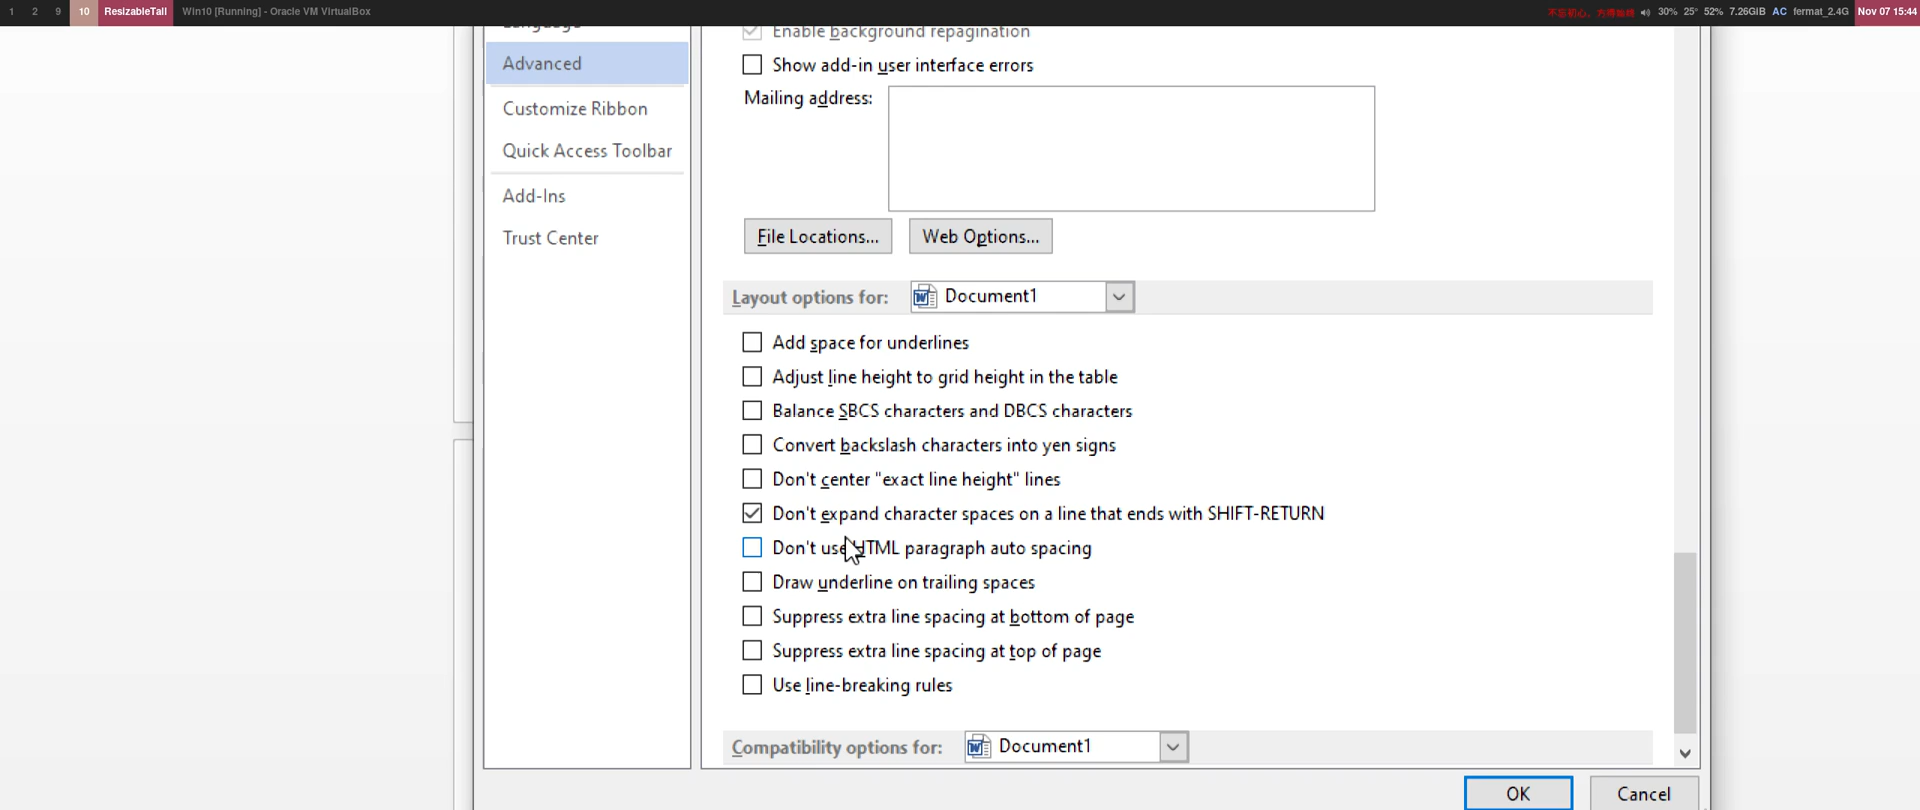 1 2 9 10 ResizableTall Win10 [Running] - Oracle VM VirtualBox
30% 25° 52% 7.26GiB AC fermat_2.4G Nov 07 15:44
Language
Advanced
Customize Ribbon
Quick Access Toolbar
Add-Ins
Trust Center
Enable background repagination
Show add-in user interface errors
Mailing address:
File Locations... Web Options...
Layout options for: Document1
Add space for underlines
Adjust line height to grid height in the table
Balance SBCS characters and DBCS characters
Convert backslash characters into yen signs
Don't center "exact line height" lines
Don't expand character spaces on a line that ends with SHIFT-RETURN
Don't use HTML paragraph auto spacing
Draw underline on trailing spaces
Suppress extra line spacing at bottom of page
Suppress extra line spacing at top of page
Use line-breaking rules
Compatibility options for: Document1
OK Cancel